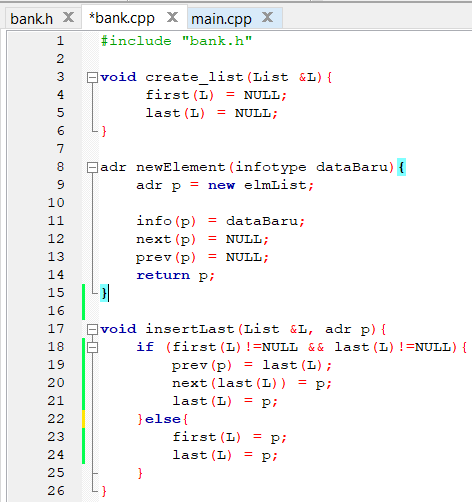 bank.h X *bank.cpp X main.cpp X
1 #include "bank.h"
2
3 void create_list(List &L){
4     first(L) = NULL;
5     last(L) = NULL;
6 }
7
8 adr newElement(infotype dataBaru){
9     adr p = new elmList;
10
11     info(p) = dataBaru;
12     next(p) = NULL;
13     prev(p) = NULL;
14     return p;
15 }
16
17 void insertLast(List &L, adr p){
18     if (first(L)!=NULL && last(L)!=NULL){
19         prev(p) = last(L);
20         next(last(L)) = p;
21         last(L) = p;
22     }else{
23         first(L) = p;
24         last(L) = p;
25     }
26 }